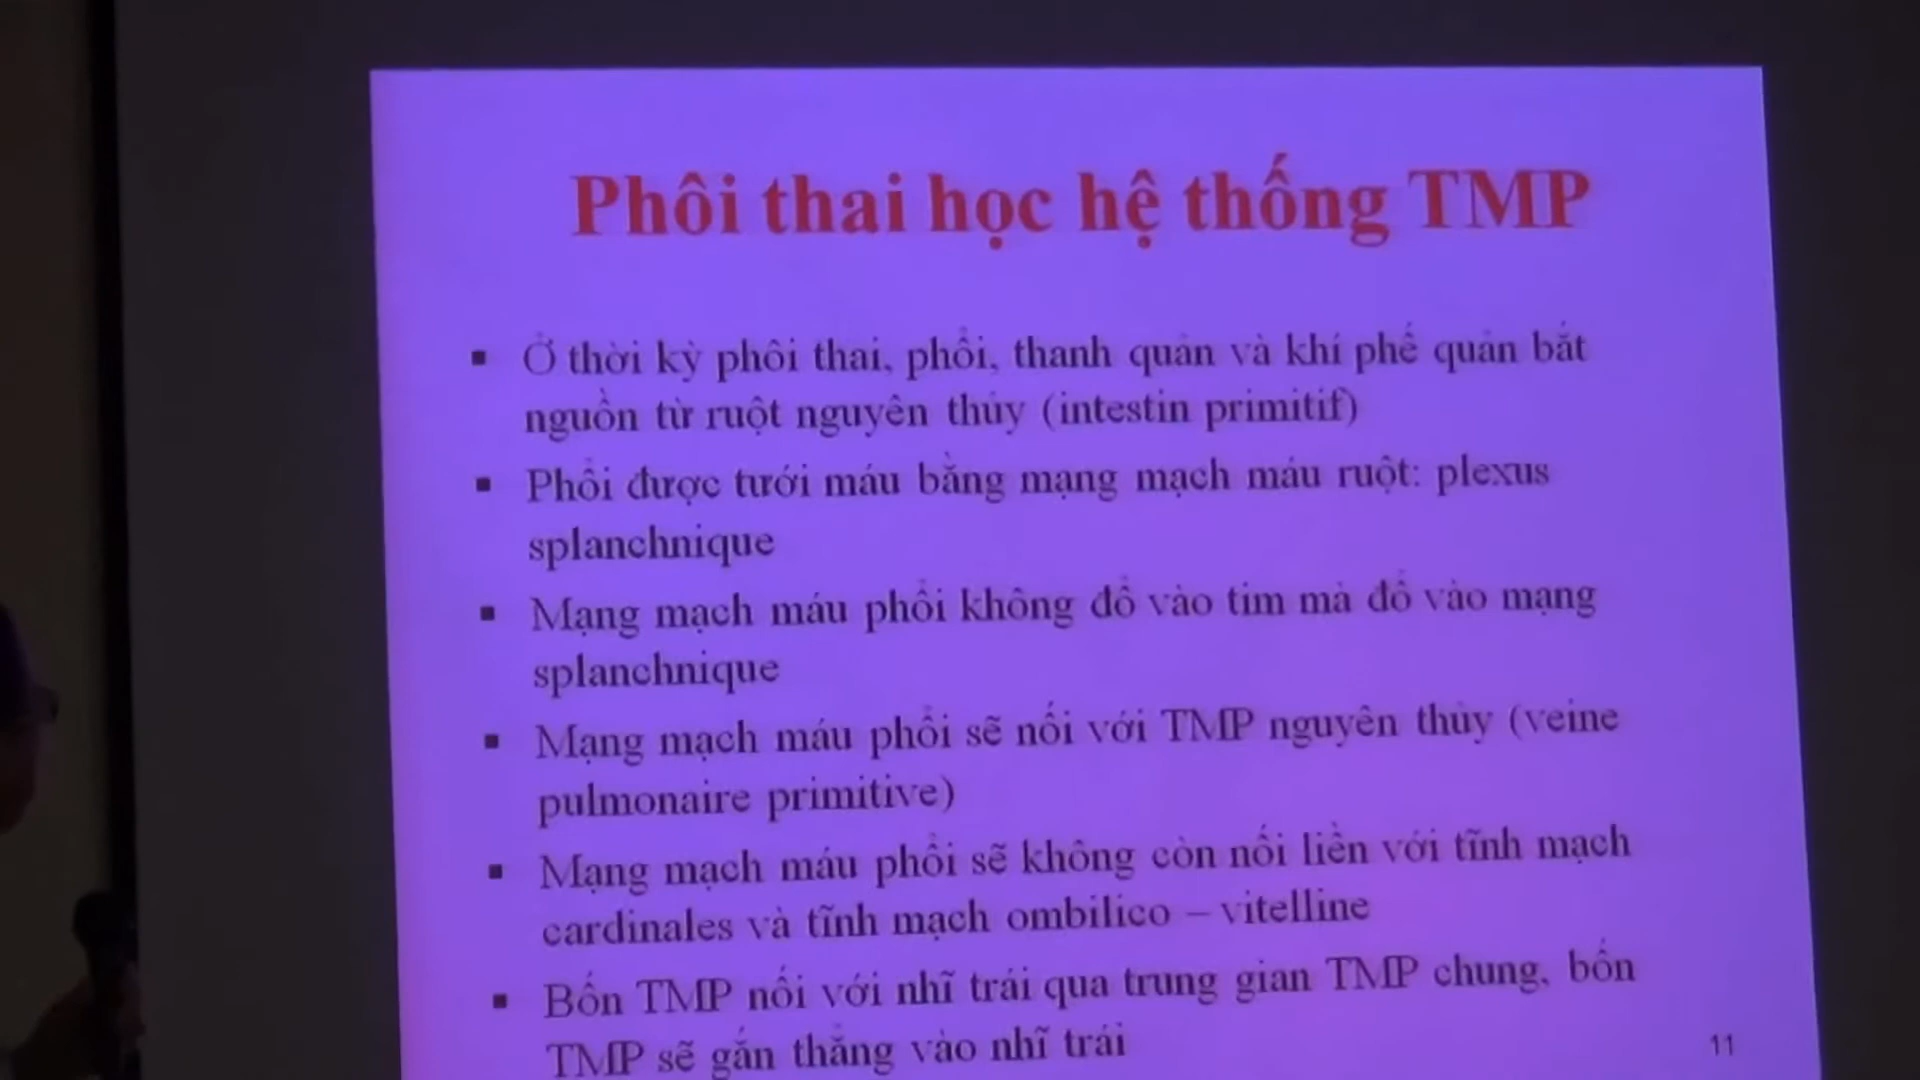 Phôi thai học hệ thống TMP
▪ Ở thời kỳ phôi thai, phổi, thanh quản và khí phế quản bắt
nguồn từ ruột nguyên thủy (intestin primitif)
▪ Phổi được tưới máu bằng mạng mạch máu ruột: plexus
splanchnique
▪ Mạng mạch máu phổi không đổ vào tim mà đổ vào mạng
splanchnique
▪ Mạng mạch máu phổi sẽ nối với TMP nguyên thủy (veine
pulmonaire primitive)
▪ Mạng mạch máu phổi sẽ không còn nối liền với tĩnh mạch
cardinales và tĩnh mạch ombilico – vitelline
▪ Bốn TMP nối với nhĩ trái qua trung gian TMP chung, bốn
TMP sẽ gắn thẳng vào nhĩ trái
11